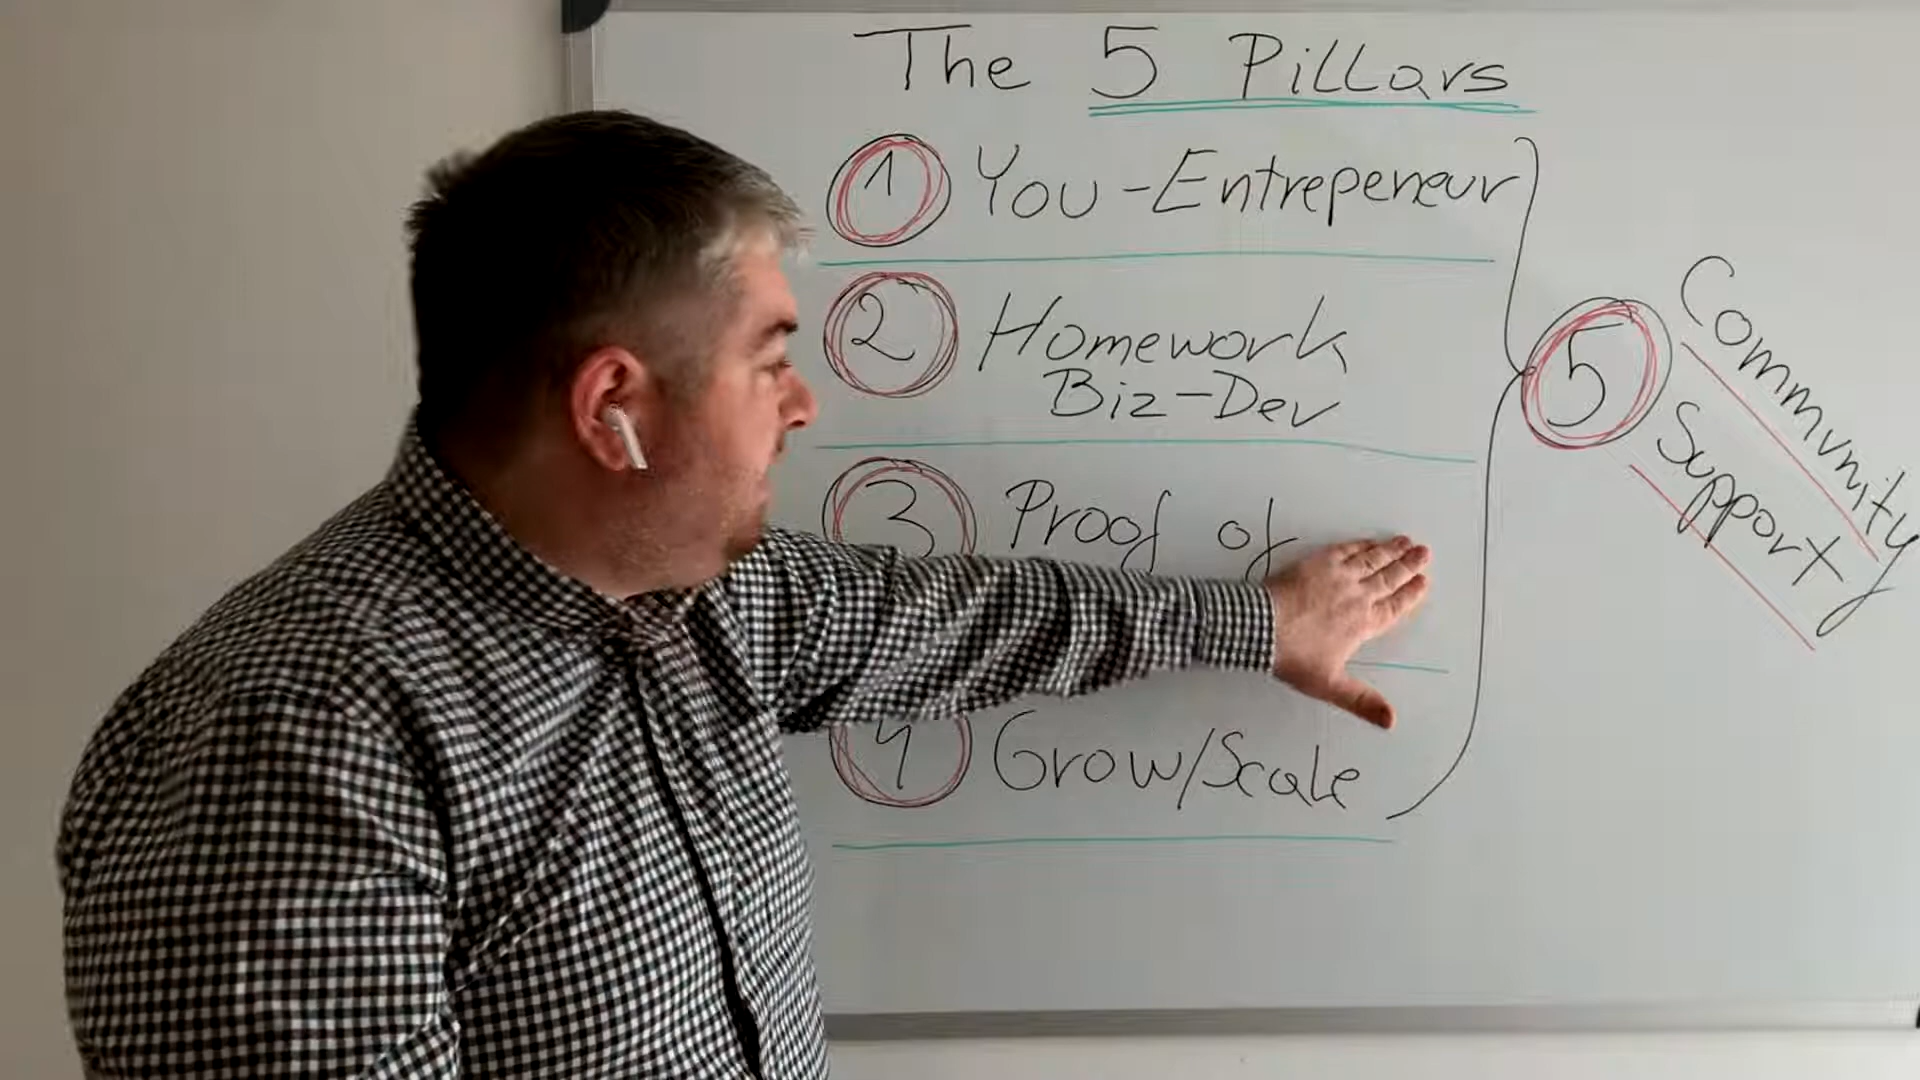 The 5 Pillars
1 You - Entrepeneur
2 Homework
Biz-Dev
3 Proof of
4 Grow/Scale
5 Community
Support